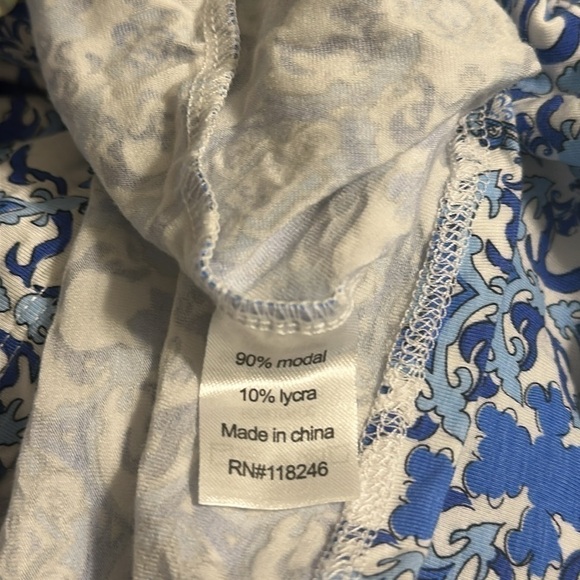 90% modal
10% lycra
Made in china
RN#118246